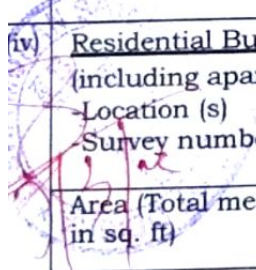 iv) Residential Bu
(including apa
-Location (s)
-Survey numb
Area (Total me
in sq. ft)